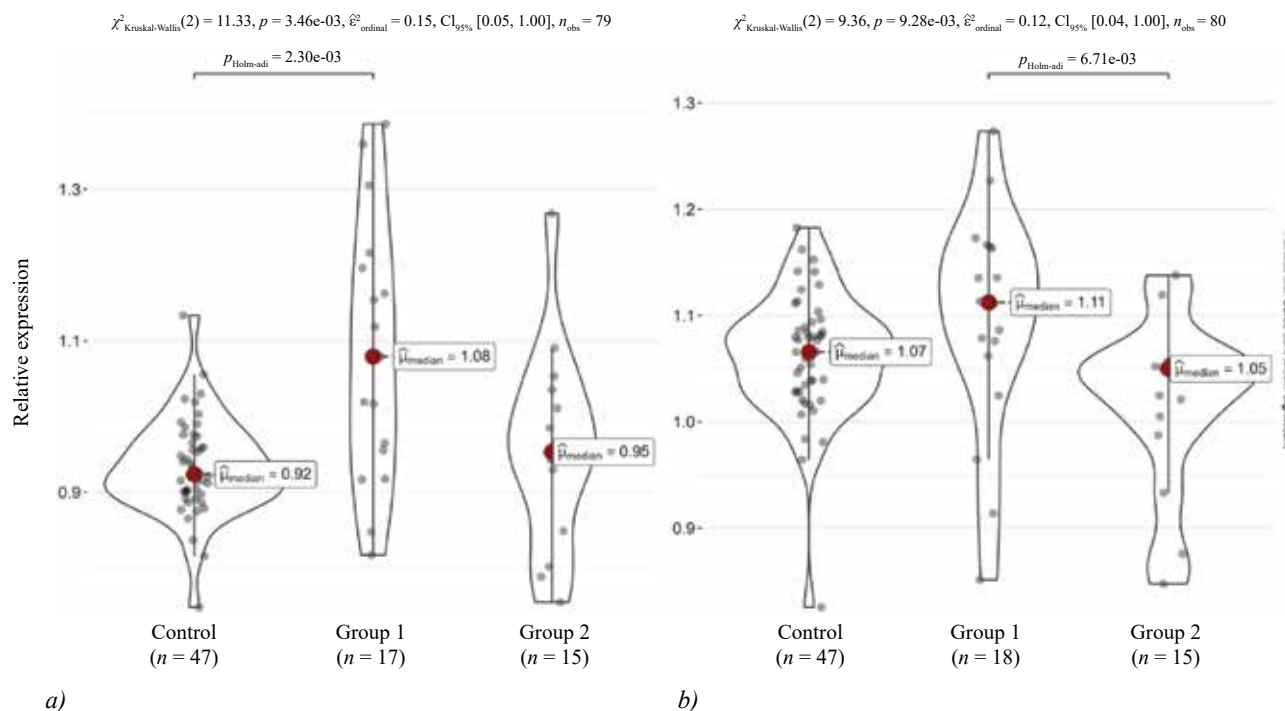 χ²Kruskal-Wallis(2) = 11.33, p = 3.46e-03, ε̂²ordinal = 0.15, CI95% [0.05, 1.00], nobs = 79
pHolm-adi = 2.30e-03
1.3
1.1
0.9
Relative expression
μ̂median = 0.92
μ̂median = 1.08
μ̂median = 0.95
Control
(n = 47)
Group 1
(n = 17)
Group 2
(n = 15)
a)
χ²Kruskal-Wallis(2) = 9.36, p = 9.28e-03, ε̂²ordinal = 0.12, CI95% [0.04, 1.00], nobs = 80
pHolm-adi = 6.71e-03
1.3
1.2
1.1
1.0
0.9
μ̂median = 1.07
μ̂median = 1.11
μ̂median = 1.05
Control
(n = 47)
Group 1
(n = 18)
Group 2
(n = 15)
b)